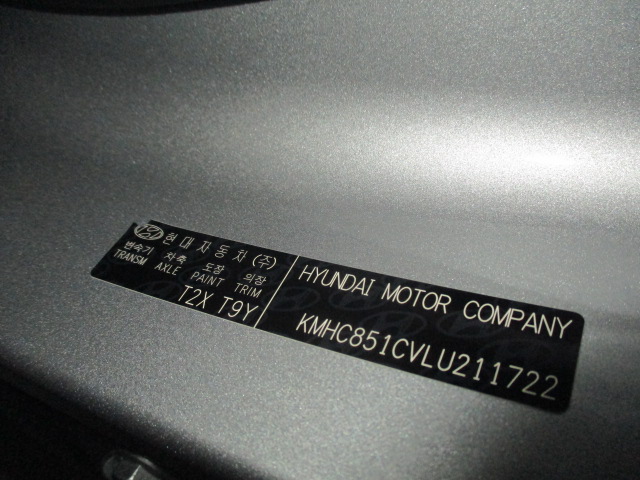 현대자동차(주)
변속기 차축 도장 의장
TRANSM AXLE PAINT TRIM
T2X T9Y
HYUNDAI MOTOR COMPANY
KMHC851CVLU211722